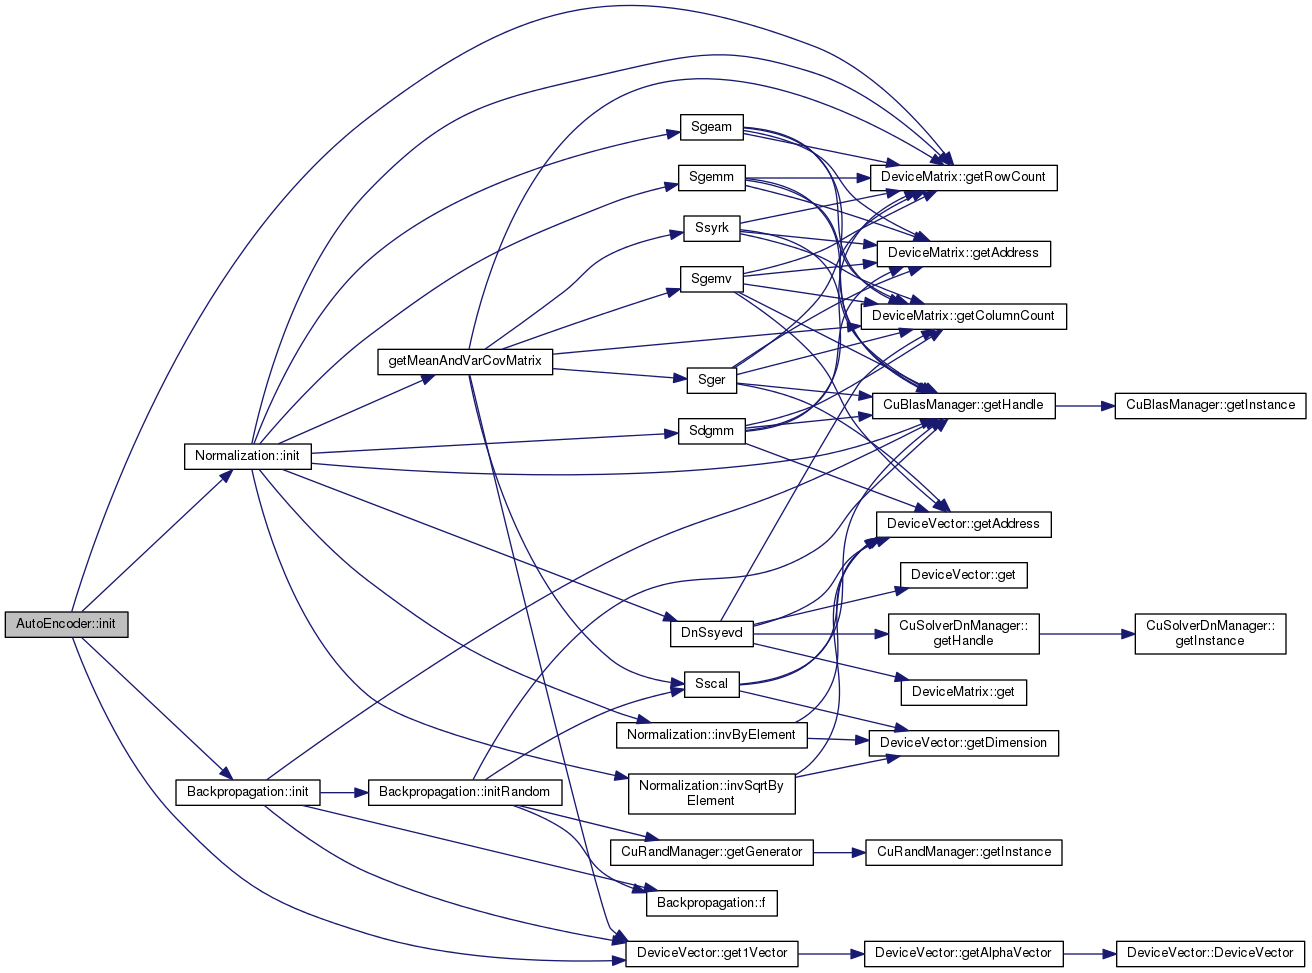 Sgeam
Sgemm
DeviceMatrix::getRowCount
Ssyrk
DeviceMatrix::getAddress
Sgemv
DeviceMatrix::getColumnCount
getMeanAndVarCovMatrix
Sger
CuBlasManager::getHandle
CuBlasManager::getInstance
Sdgmm
Normalization::init
DeviceVector::getAddress
DeviceVector::get
AutoEncoder::init
DnSsyevd
CuSolverDnManager::
getHandle
CuSolverDnManager::
getInstance
Sscal
DeviceMatrix::get
Normalization::invByElement
DeviceVector::getDimension
Backpropagation::init
Backpropagation::initRandom
Normalization::invSqrtBy
Element
CuRandManager::getGenerator
CuRandManager::getInstance
Backpropagation::f
DeviceVector::get1Vector
DeviceVector::getAlphaVector
DeviceVector::DeviceVector